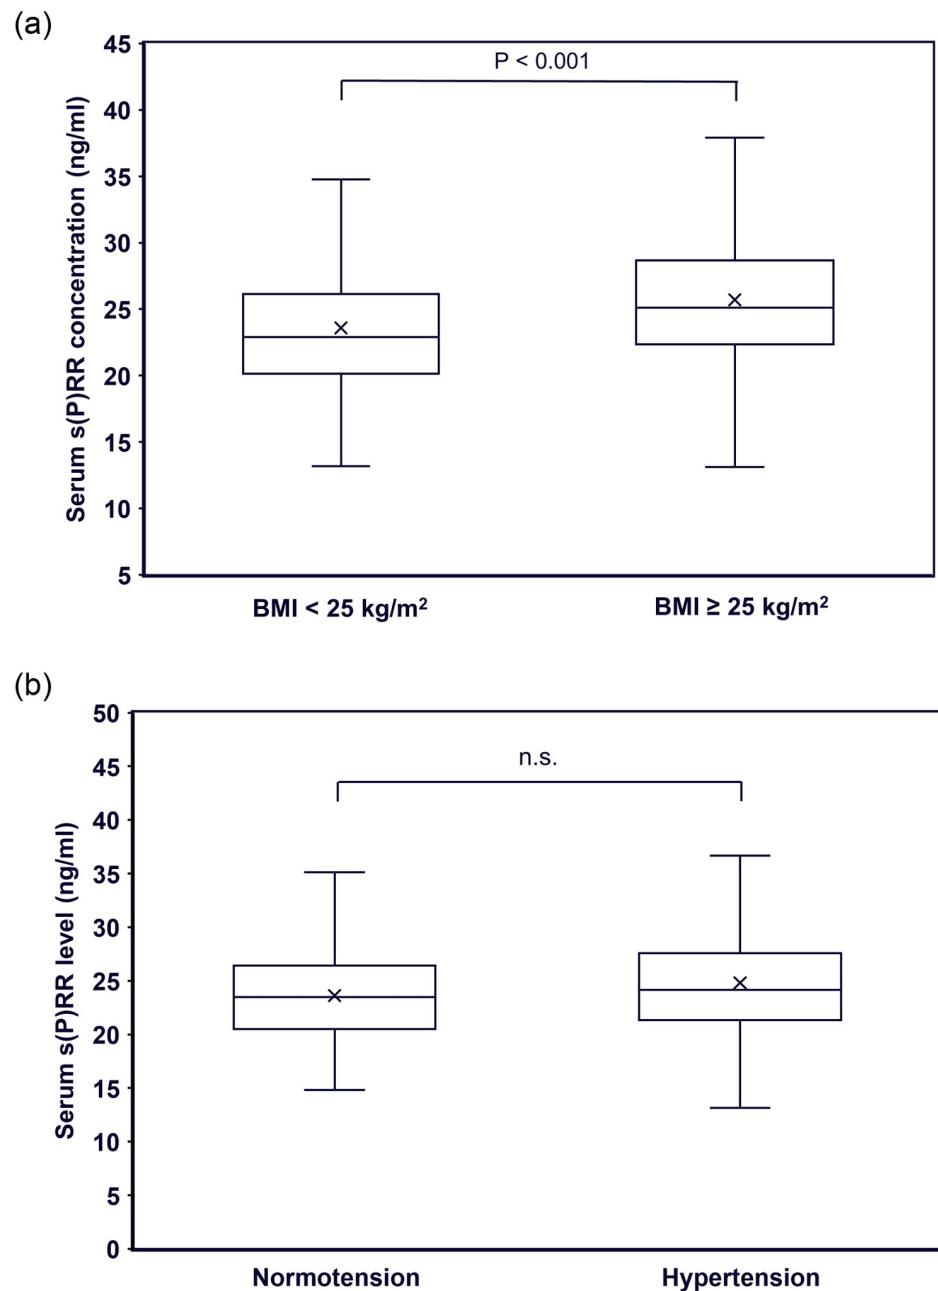 (a)
Serum s(P)RR concentration (ng/ml)
45
40
35
30
25
20
15
10
5
P < 0.001
BMI < 25 kg/m²
BMI ≥ 25 kg/m²
(b)
Serum s(P)RR level (ng/ml)
50
45
40
35
30
25
20
15
10
5
0
n.s.
Normotension
Hypertension